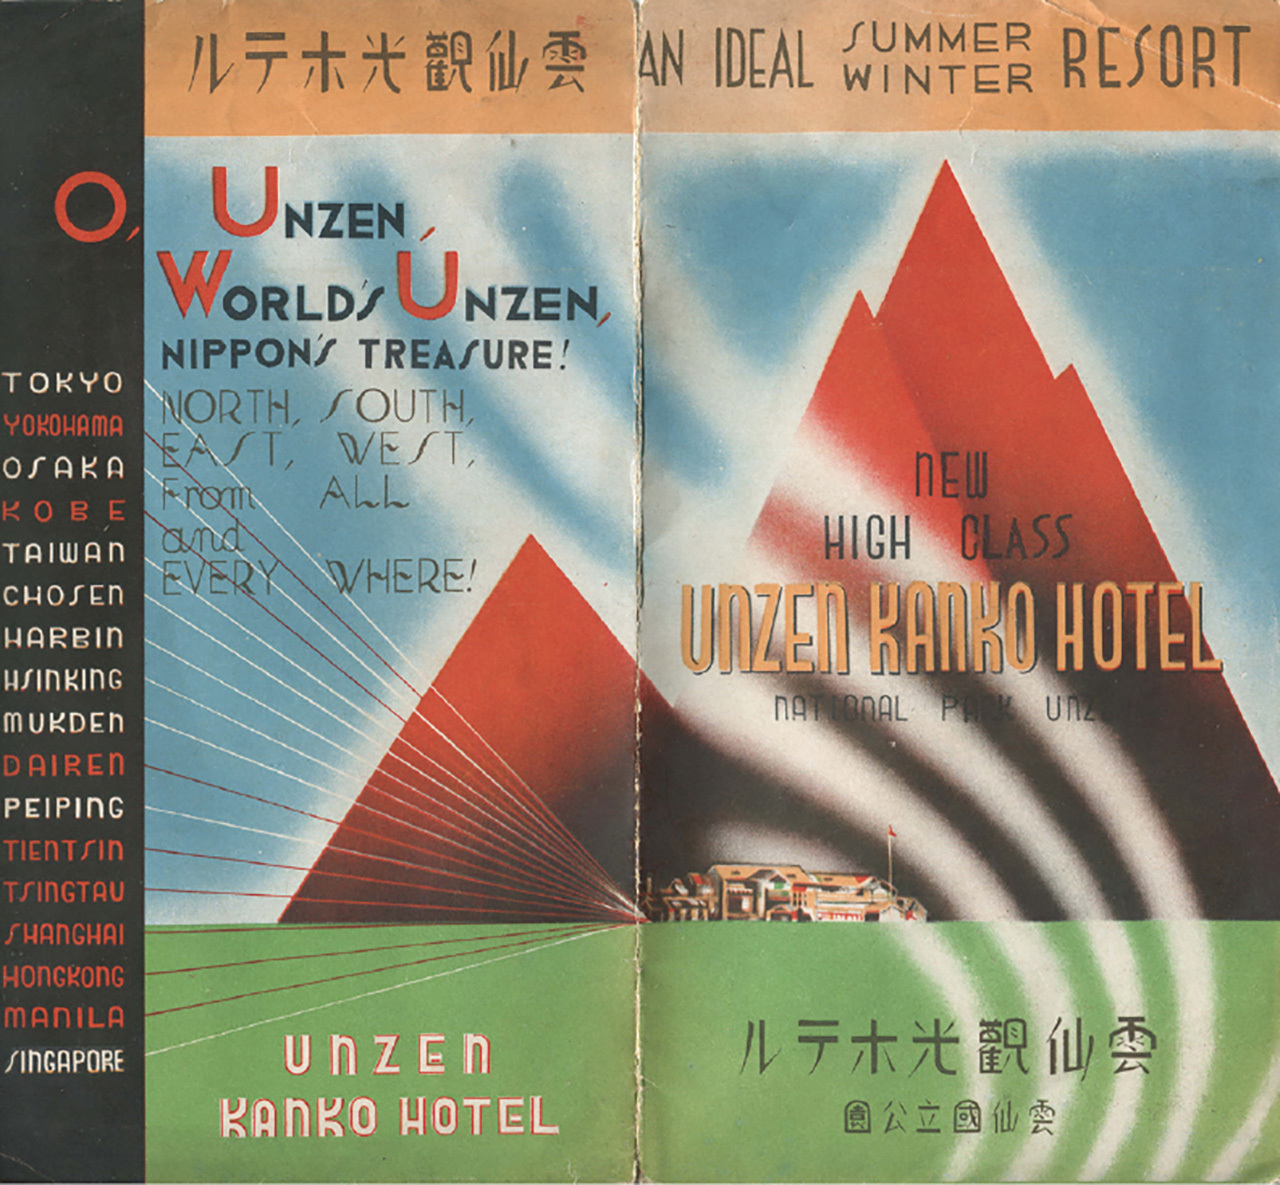 雲仙觀光ホテル
O, UNZEN,
WORLD'S UNZEN,
NIPPON'S TREASURE!
NORTH, SOUTH,
EAST, WEST,
From ALL
and
EVERY WHERE!
TOKYO
YOKOHAMA
OSAKA
KOBE
TAIWAN
CHOSEN
HARBIN
HSINKING
MUKDEN
DAIREN
PEIPING
TIENTSIN
TSINGTAU
SHANGHAI
HONGKONG
MANILA
SINGAPORE
UNZEN
KANKO HOTEL
AN IDEAL SUMMER WINTER RESORT
NEW
HIGH CLASS
UNZEN KANKO HOTEL
NATIONAL PARK UNZEN
雲仙觀光ホテル
雲仙國立公園